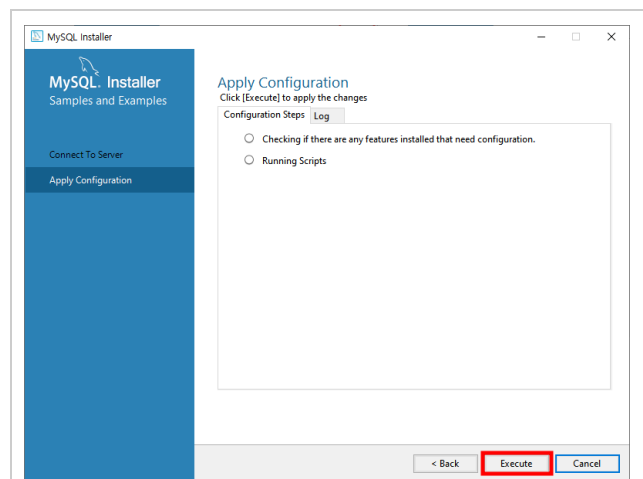 MySQL Installer
MySQL. Installer
Samples and Examples
Connect To Server
Apply Configuration
Apply Configuration
Click [Execute] to apply the changes
Configuration Steps Log
Checking if there are any features installed that need configuration.
Running Scripts
< Back Execute Cancel